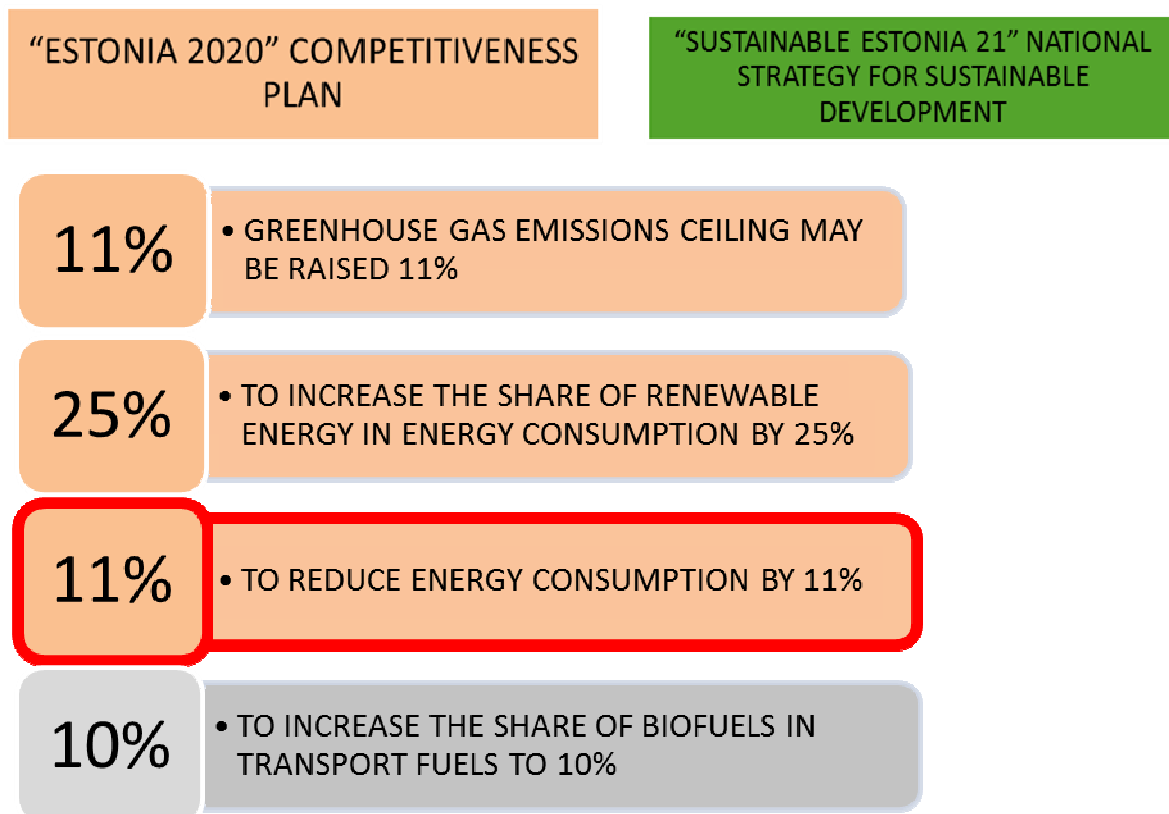 “ESTONIA 2020” COMPETITIVENESS
PLAN
“SUSTAINABLE ESTONIA 21” NATIONAL
STRATEGY FOR SUSTAINABLE
DEVELOPMENT
11%
• GREENHOUSE GAS EMISSIONS CEILING MAY
BE RAISED 11%
25%
• TO INCREASE THE SHARE OF RENEWABLE
ENERGY IN ENERGY CONSUMPTION BY 25%
11%
• TO REDUCE ENERGY CONSUMPTION BY 11%
10%
• TO INCREASE THE SHARE OF BIOFUELS IN
TRANSPORT FUELS TO 10%